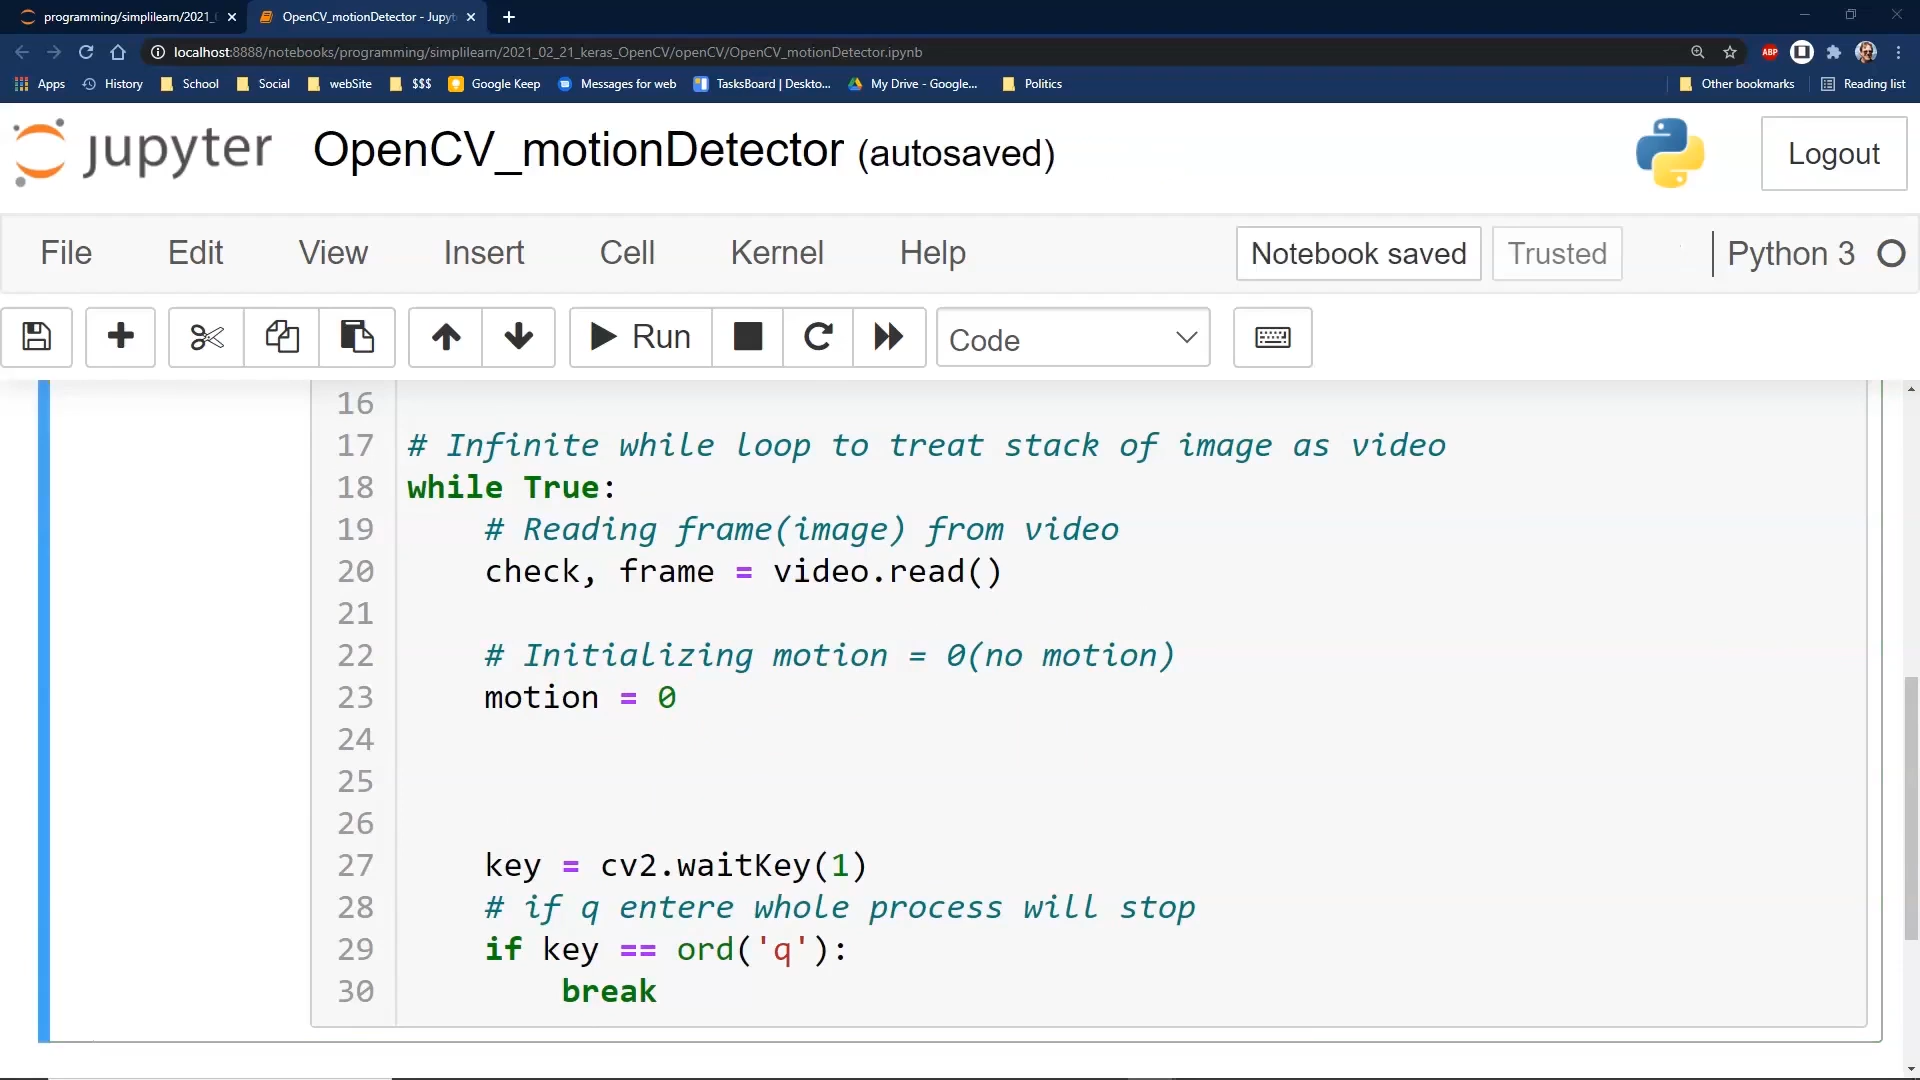 programming/simplilearn/2021_
OpenCV_motionDetector - Jupyt
localhost:8888/notebooks/programming/simplilearn/2021_02_21_keras_OpenCV/openCV/OpenCV_motionDetector.ipynb
ABP
Apps History School Social webSite $$$ Google Keep Messages for web TasksBoard | Deskto... My Drive - Google... Politics Other bookmarks Reading list
jupyter OpenCV_motionDetector (autosaved) Logout
File Edit View Insert Cell Kernel Help Notebook saved Trusted Python 3
Run Code
16
17 # Infinite while loop to treat stack of image as video
18 while True:
19 # Reading frame(image) from video
20 check, frame = video.read()
21
22 # Initializing motion = 0(no motion)
23 motion = 0
24
25
26
27 key = cv2.waitKey(1)
28 # if q entere whole process will stop
29 if key == ord('q'):
30 break